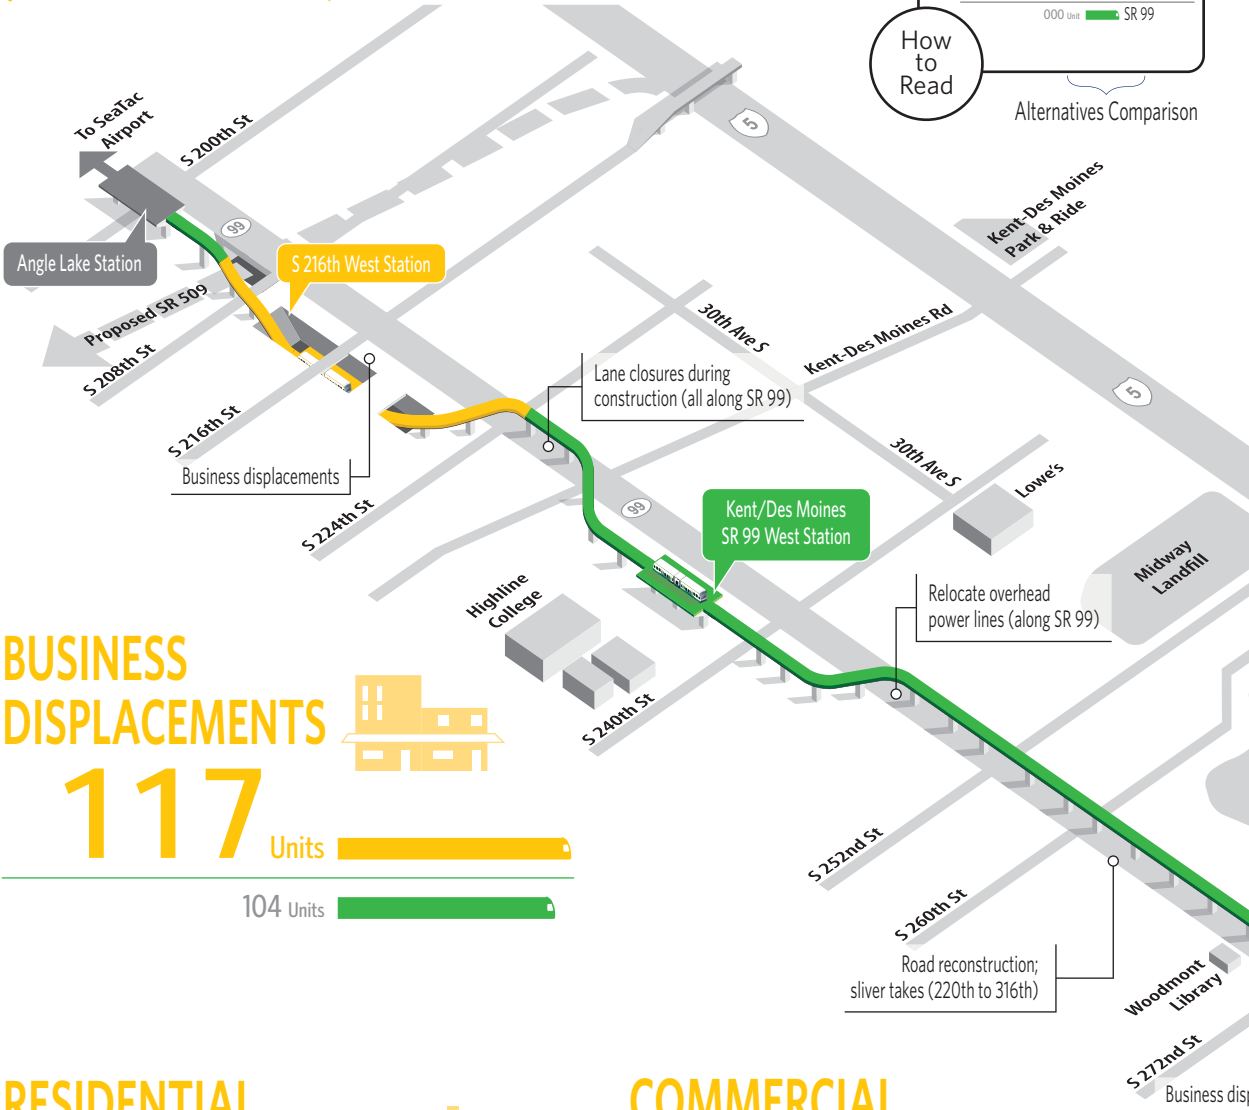 000 Unit SR 99
How
to
Read
Alternatives Comparison
To SeaTac
Airport
S 200th St
5
99
Kent-Des Moines
Park & Ride
Angle Lake Station
S 216th West Station
Proposed SR 509
S 208th St
30th Ave S
Kent-Des Moines Rd
Lane closures during
construction (all along SR 99)
5
S 216th St
Business displacements
30th Ave S
Lowe's
S 224th St
99
Kent/Des Moines
SR 99 West Station
Midway
Landfill
Highline
College
Relocate overhead
power lines (along SR 99)
S 240th St
BUSINESS
DISPLACEMENTS
117 Units
104 Units
S 252nd St
S 260th St
Road reconstruction;
sliver takes (220th to 316th)
Woodmont
Library
S 272nd St
Business disp
RESIDENTIAL
COMMERCIAL